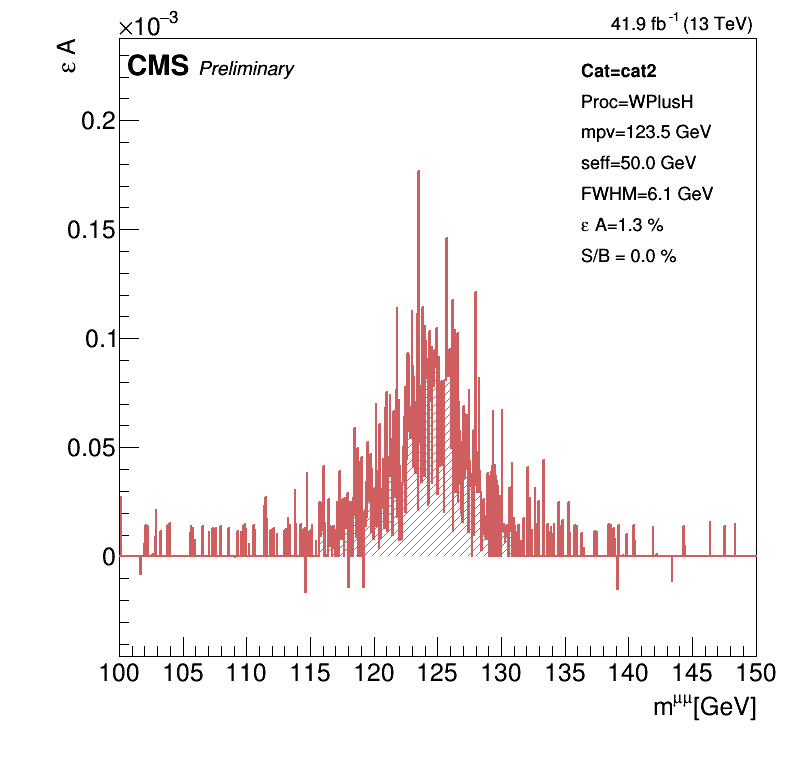 ×10⁻³
41.9 fb⁻¹ (13 TeV)
ε A
CMS Preliminary
Cat=cat2
Proc=WPlusH
mpv=123.5 GeV
seff=50.0 GeV
FWHM=6.1 GeV
ε A=1.3 %
S/B = 0.0 %
0.2
0.15
0.1
0.05
0
100 105 110 115 120 125 130 135 140 145 150
m^μμ[GeV]